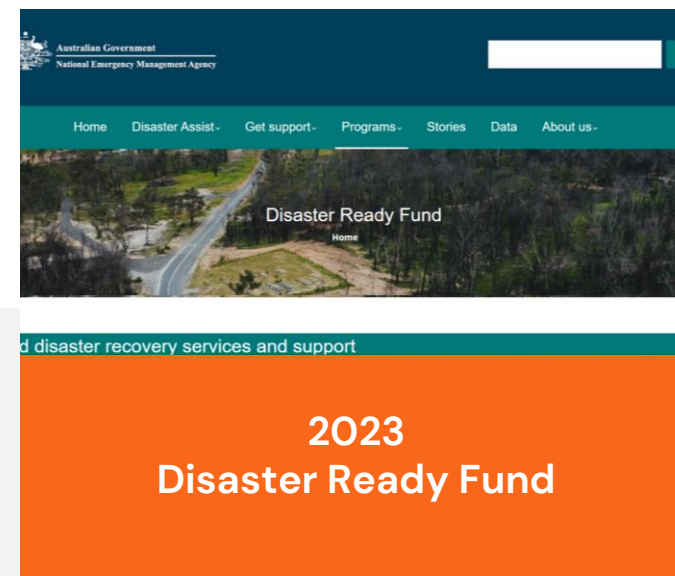 Australian Government
National Emergency Management Agency
Home Disaster Assist Get support Programs Stories Data About us
Disaster Ready Fund
Home
d disaster recovery services and support
2023
Disaster Ready Fund